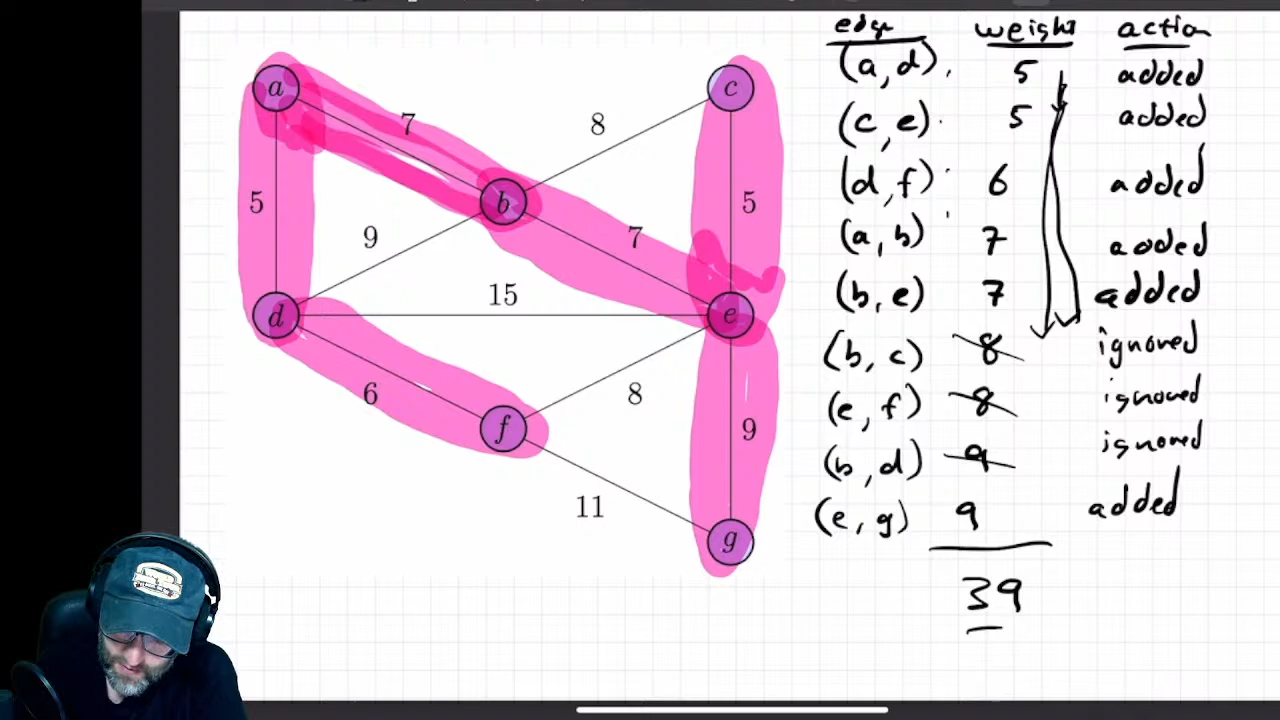 edge weight action
(a,d). 5 added
(c,e). 5 added
(d,f) 6 added
(a,b) 7 added
(b,e) 7 added
(b,c) 8 ignored
(e,f) 8 ignored
(b,d) 9 ignored
(e,g) 9 added
39
a
c
7
8
5
b
5
9
7
15
d
e
6
8
f
9
11
g